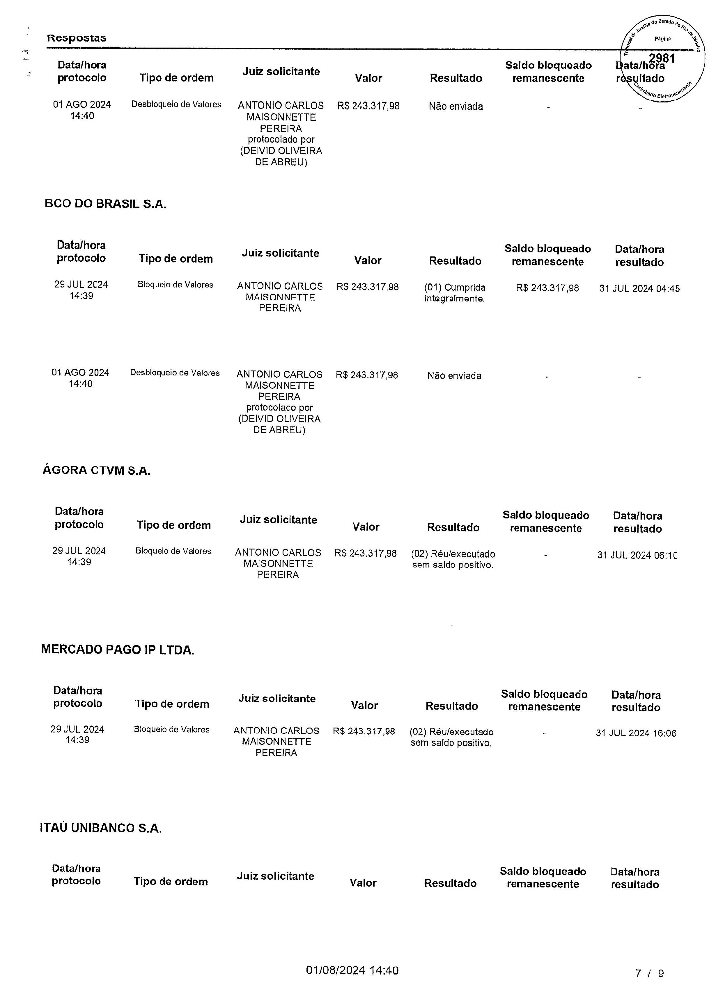 Respostas
Tribunal de Justiça do Estado do Rio de Janeiro
Página
2981
Carimbado Eletronicamente
Data/hora protocolo Tipo de ordem Juiz solicitante Valor Resultado Saldo bloqueado remanescente Data/hora resultado
01 AGO 2024 Desbloqueio de Valores ANTONIO CARLOS R$ 243.317,98 Não enviada - -
14:40 MAISONNETTE
PEREIRA
protocolado por
(DEIVID OLIVEIRA
DE ABREU)
BCO DO BRASIL S.A.
Data/hora protocolo Tipo de ordem Juiz solicitante Valor Resultado Saldo bloqueado remanescente Data/hora resultado
29 JUL 2024 Bloqueio de Valores ANTONIO CARLOS R$ 243.317,98 (01) Cumprida R$ 243.317,98 31 JUL 2024 04:45
14:39 MAISONNETTE integralmente.
PEREIRA
01 AGO 2024 Desbloqueio de Valores ANTONIO CARLOS R$ 243.317,98 Não enviada - -
14:40 MAISONNETTE
PEREIRA
protocolado por
(DEIVID OLIVEIRA
DE ABREU)
ÁGORA CTVM S.A.
Data/hora protocolo Tipo de ordem Juiz solicitante Valor Resultado Saldo bloqueado remanescente Data/hora resultado
29 JUL 2024 Bloqueio de Valores ANTONIO CARLOS R$ 243.317,98 (02) Réu/executado - 31 JUL 2024 06:10
14:39 MAISONNETTE sem saldo positivo.
PEREIRA
MERCADO PAGO IP LTDA.
Data/hora protocolo Tipo de ordem Juiz solicitante Valor Resultado Saldo bloqueado remanescente Data/hora resultado
29 JUL 2024 Bloqueio de Valores ANTONIO CARLOS R$ 243.317,98 (02) Réu/executado - 31 JUL 2024 16:06
14:39 MAISONNETTE sem saldo positivo.
PEREIRA
ITAÚ UNIBANCO S.A.
Data/hora protocolo Tipo de ordem Juiz solicitante Valor Resultado Saldo bloqueado remanescente Data/hora resultado
01/08/2024 14:40
7 / 9